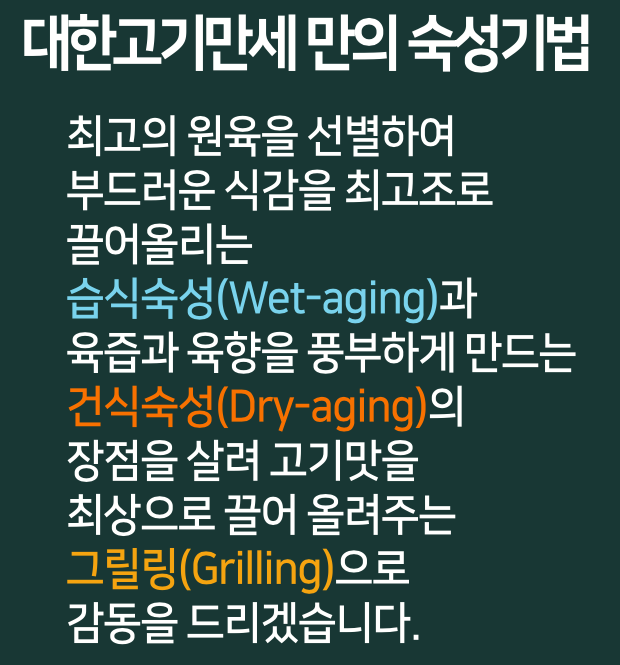 대한고기만세 만의 숙성기법
최고의 원육을 선별하여
부드러운 식감을 최고조로
끌어올리는
습식숙성(Wet-aging)과
육즙과 육향을 풍부하게 만드는
건식숙성(Dry-aging)의
장점을 살려 고기맛을
최상으로 끌어 올려주는
그릴링(Grilling)으로
감동을 드리겠습니다.